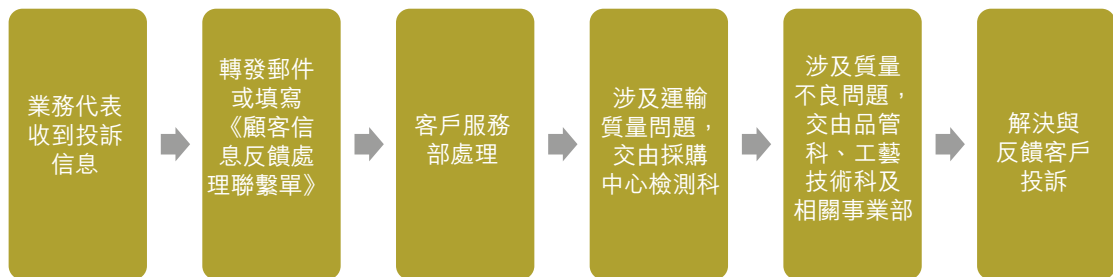 業務代表
收到投訴
信息
轉發郵件
或填寫
《顧客信
息反饋處
理聯繫單》
客戶服務
部處理
涉及運輸
質量問題，
交由採購
中心檢測科
涉及質量
不良問題，
交由品管
科、工藝
技術科及
相關事業部
解決與
反饋客戶
投訴